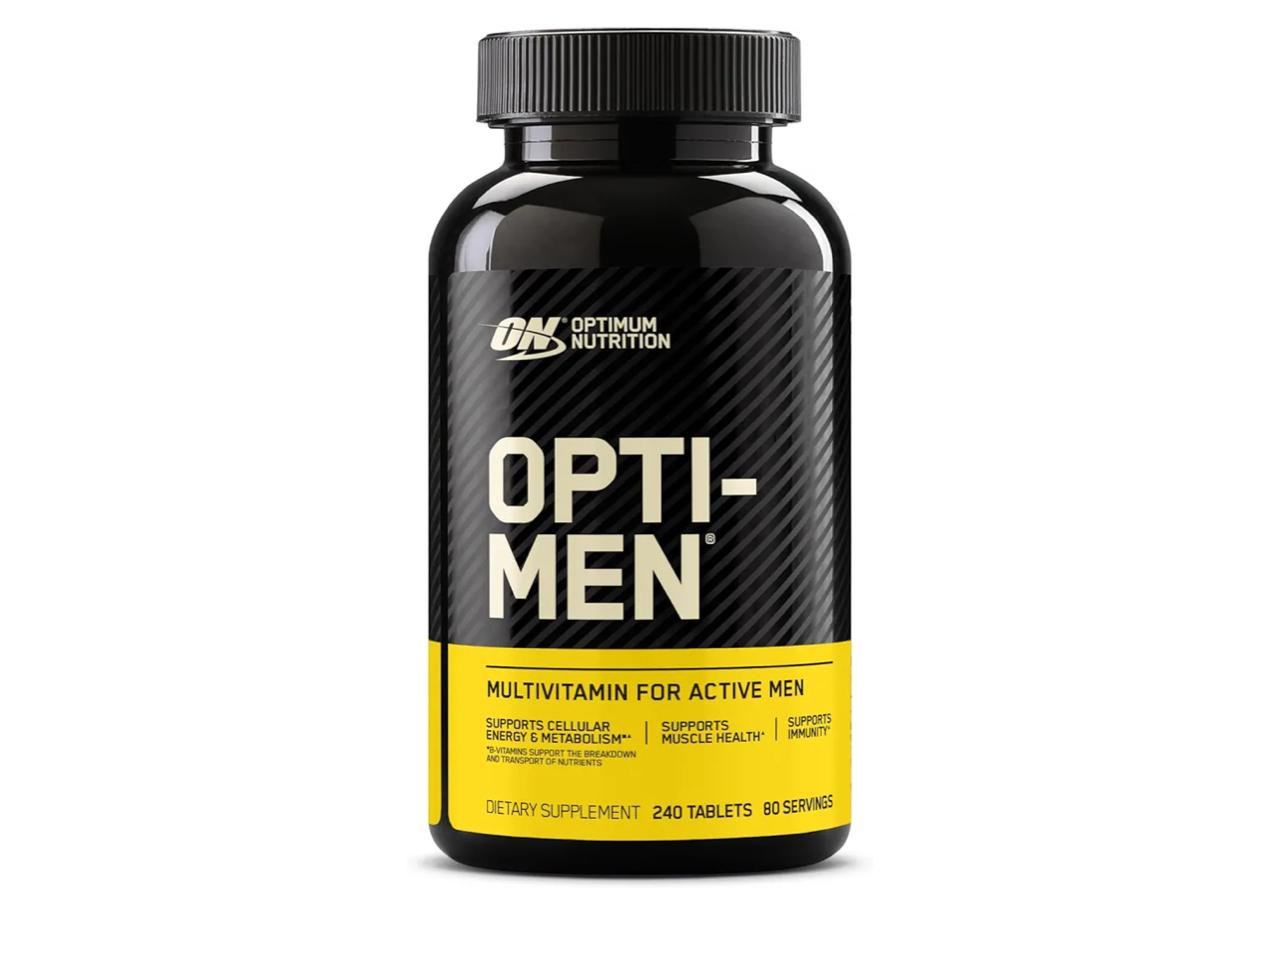 ON® OPTIMUM
NUTRITION
OPTI-
MEN®
MULTIVITAMIN FOR ACTIVE MEN
SUPPORTS CELLULAR
ENERGY & METABOLISM
SUPPORTS
MUSCLE HEALTH
SUPPORTS
IMMUNITY
B-VITAMINS SUPPORT THE BREAKDOWN
AND TRANSPORT OF NUTRIENTS
DIETARY SUPPLEMENT 240 TABLETS 80 SERVINGS